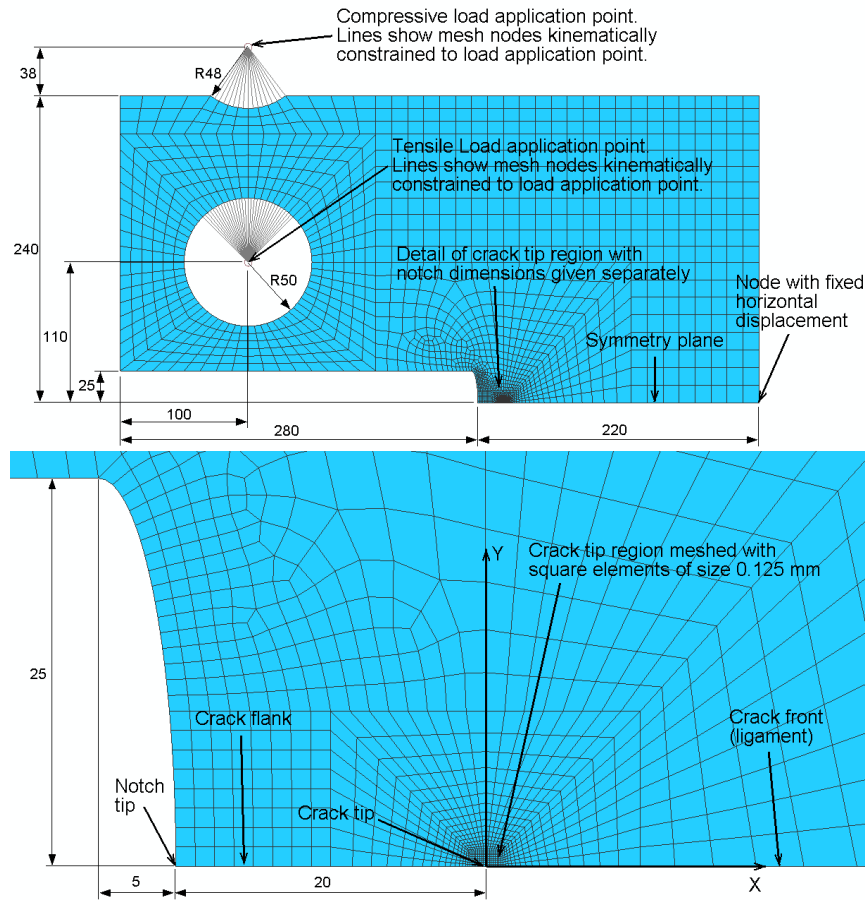 Compressive load application point.
Lines show mesh nodes kinematically
constrained to load application point.
38
R48
Tensile Load application point.
Lines show mesh nodes kinematically
constrained to load application point.
240
Detail of crack tip region with
notch dimensions given separately
R50
Node with fixed
horizontal
displacement
110
Symmetry plane
25
100
280
220
Y
Crack tip region meshed with
square elements of size 0.125 mm
25
Crack flank
Crack front
(ligament)
Notch
tip
Crack tip
5
20
X